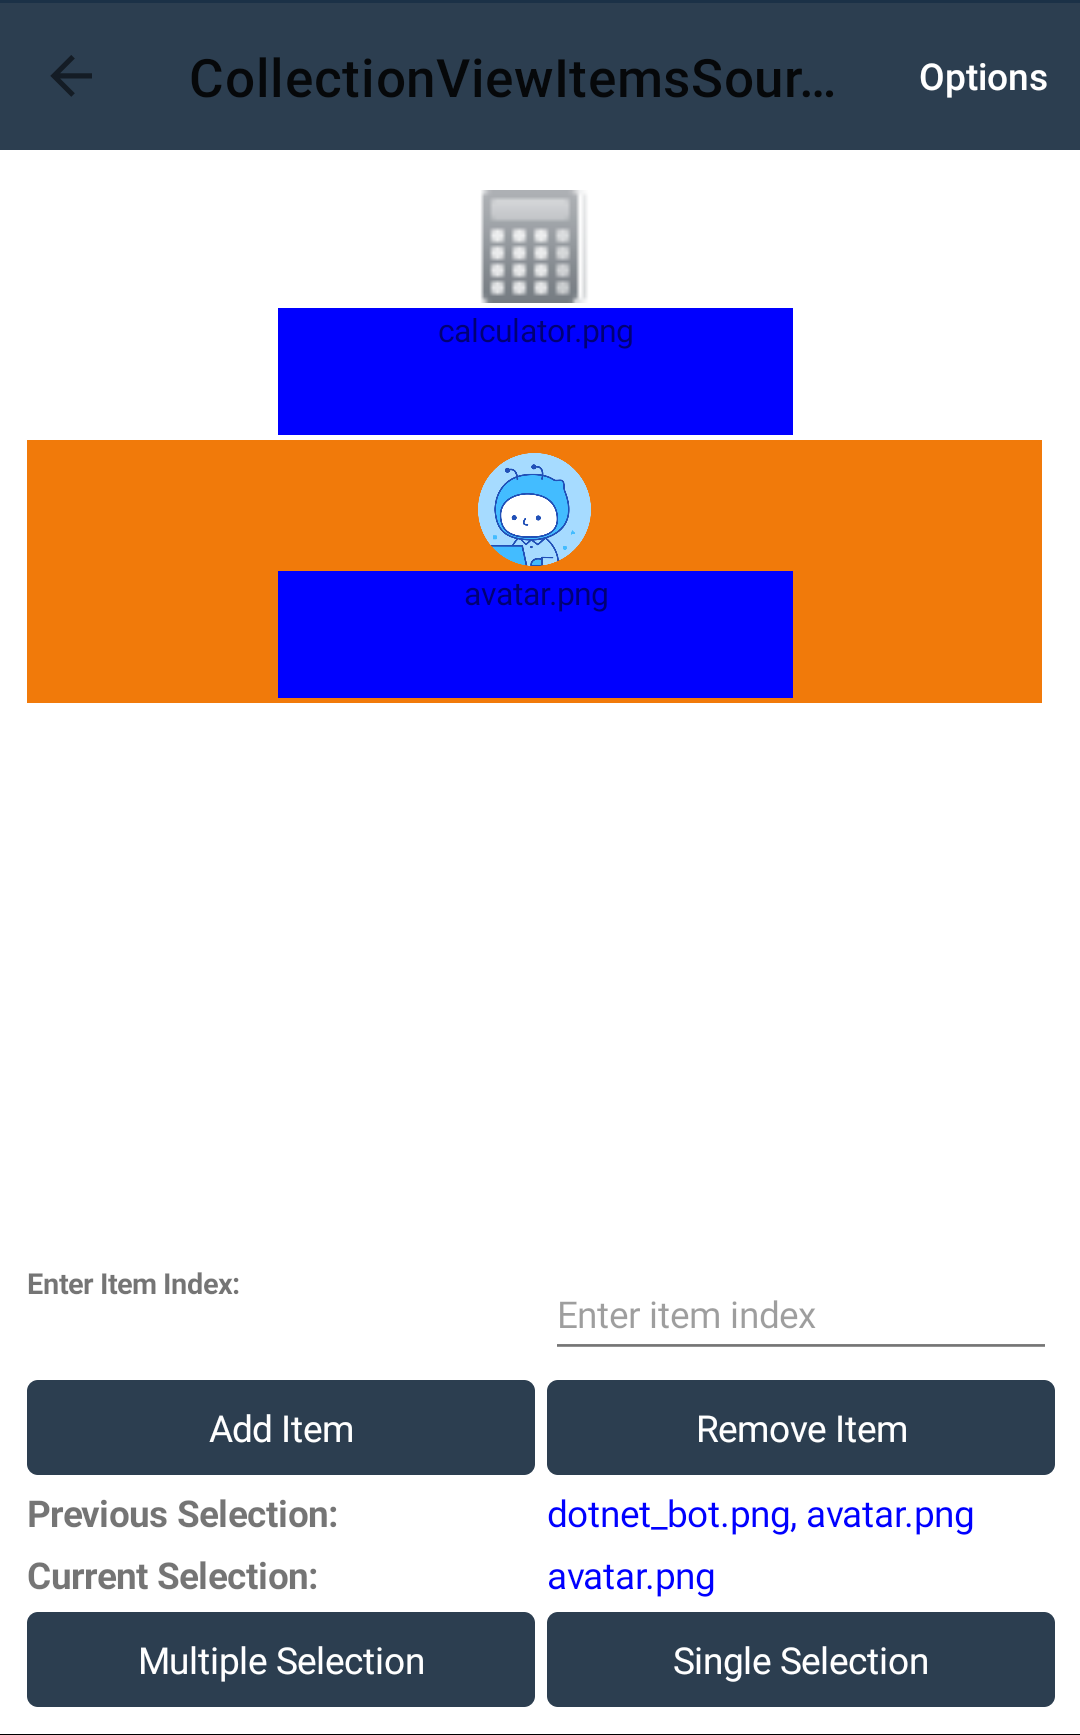 CollectionViewItemsSour...
Options
calculator.png
avatar.png
Enter Item Index:
Enter item index
Add Item
Remove Item
Previous Selection:
dotnet_bot.png, avatar.png
Current Selection:
avatar.png
Multiple Selection
Single Selection